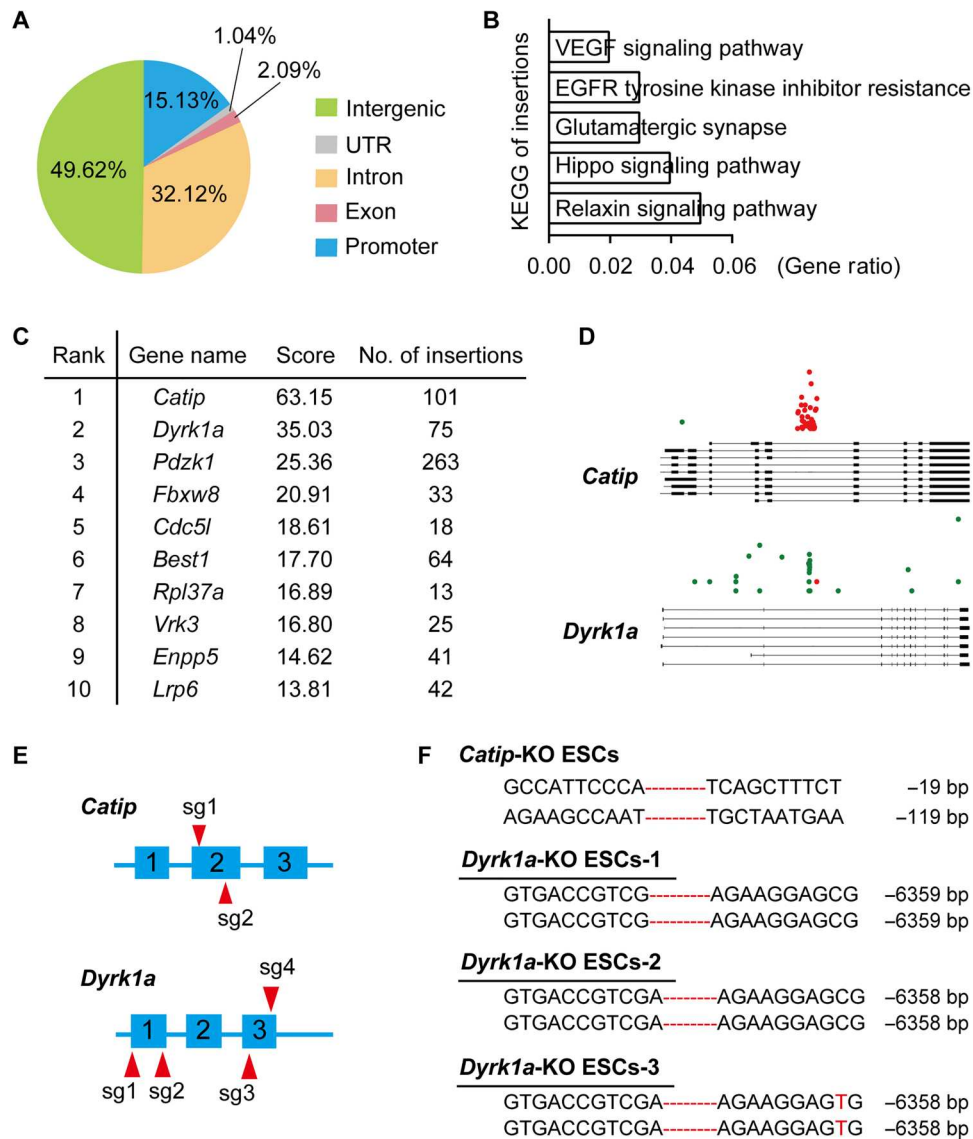 A
1.04%
2.09%
15.13%
49.62%
32.12%
Intergenic
UTR
Intron
Exon
Promoter
B
KEGG of insertions
VEGF signaling pathway
EGFR tyrosine kinase inhibitor resistance
Glutamatergic synapse
Hippo signaling pathway
Relaxin signaling pathway
0.00 0.02 0.04 0.06 (Gene ratio)
C
Rank Gene name Score No. of insertions
1 Catip 63.15 101
2 Dyrk1a 35.03 75
3 Pdzk1 25.36 263
4 Fbxw8 20.91 33
5 Cdc5l 18.61 18
6 Best1 17.70 64
7 Rpl37a 16.89 13
8 Vrk3 16.80 25
9 Enpp5 14.62 41
10 Lrp6 13.81 42
D
Catip
Dyrk1a
E
Catip
sg1
1 2 3
sg2
Dyrk1a
sg4
1 2 3
sg1 sg2 sg3
F
Catip-KO ESCs
GCCATTCCCA---------TCAGCTTTCT –19 bp
AGAAGCCAAT---------TGCTAATGAA –119 bp
Dyrk1a-KO ESCs-1
GTGACCGTCG---------AGAAGGAGCG –6359 bp
GTGACCGTCG---------AGAAGGAGCG –6359 bp
Dyrk1a-KO ESCs-2
GTGACCGTCGA--------AGAAGGAGCG –6358 bp
GTGACCGTCGA--------AGAAGGAGCG –6358 bp
Dyrk1a-KO ESCs-3
GTGACCGTCGA--------AGAAGGAGTG –6358 bp
GTGACCGTCGA--------AGAAGGAGTG –6358 bp